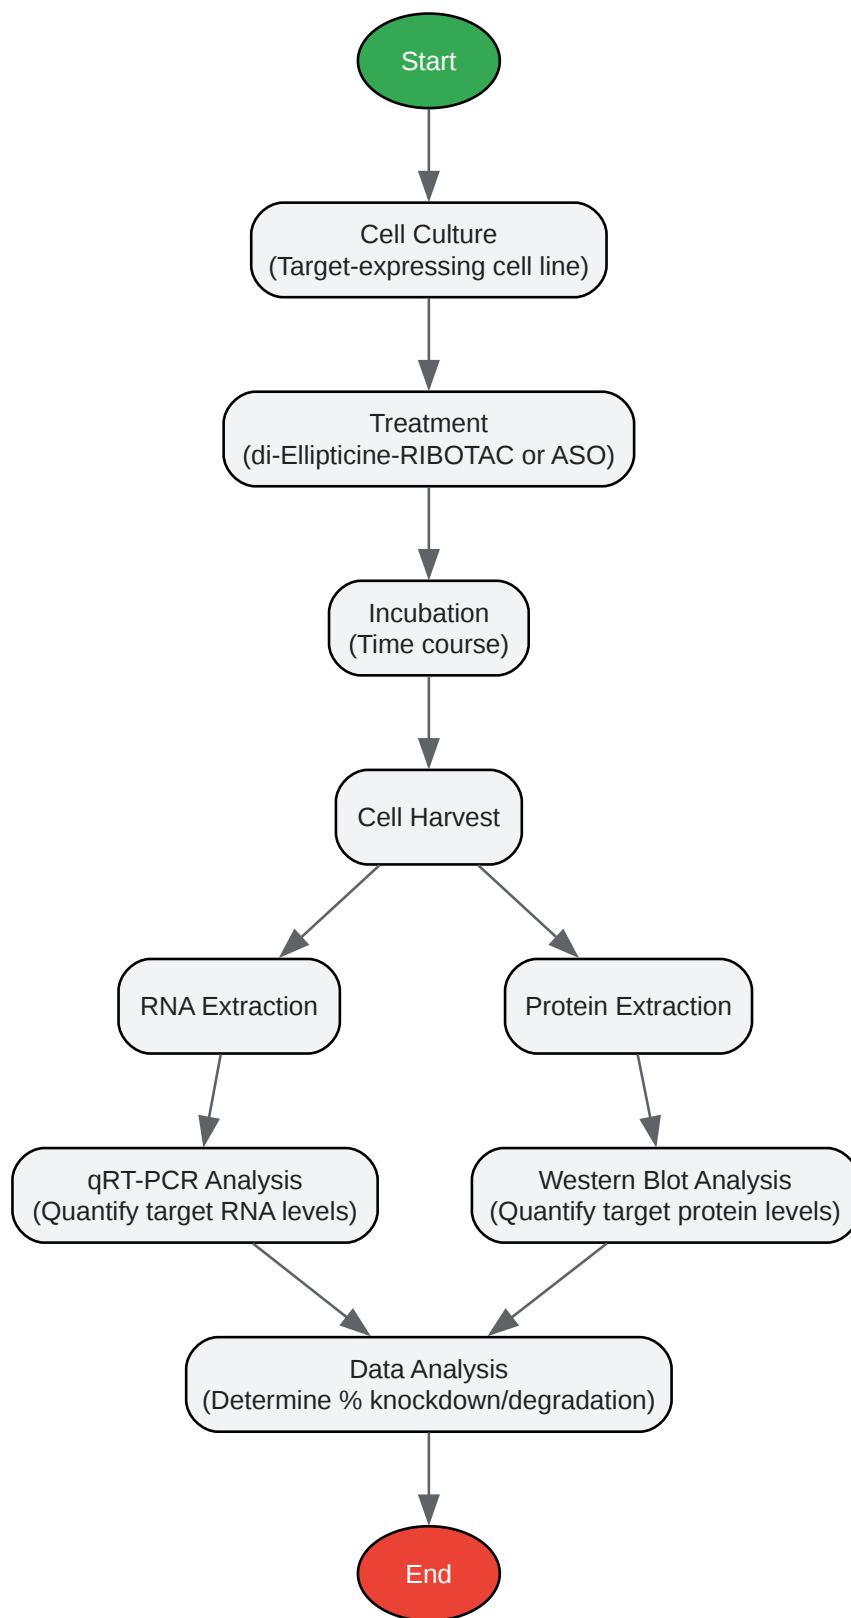 Start
Cell Culture
(Target-expressing cell line)
Treatment
(di-Ellipticine-RIBOTAC or ASO)
Incubation
(Time course)
Cell Harvest
RNA Extraction
Protein Extraction
qRT-PCR Analysis
(Quantify target RNA levels)
Western Blot Analysis
(Quantify target protein levels)
Data Analysis
(Determine % knockdown/degradation)
End